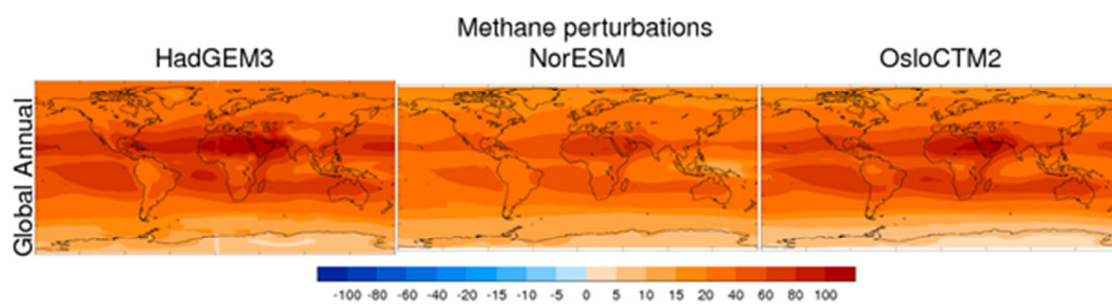 Methane perturbations
HadGEM3 NorESM OsloCTM2
Global Annual
-100 -80 -60 -40 -20 -15 -10 -5 0 5 10 15 20 40 60 80 100